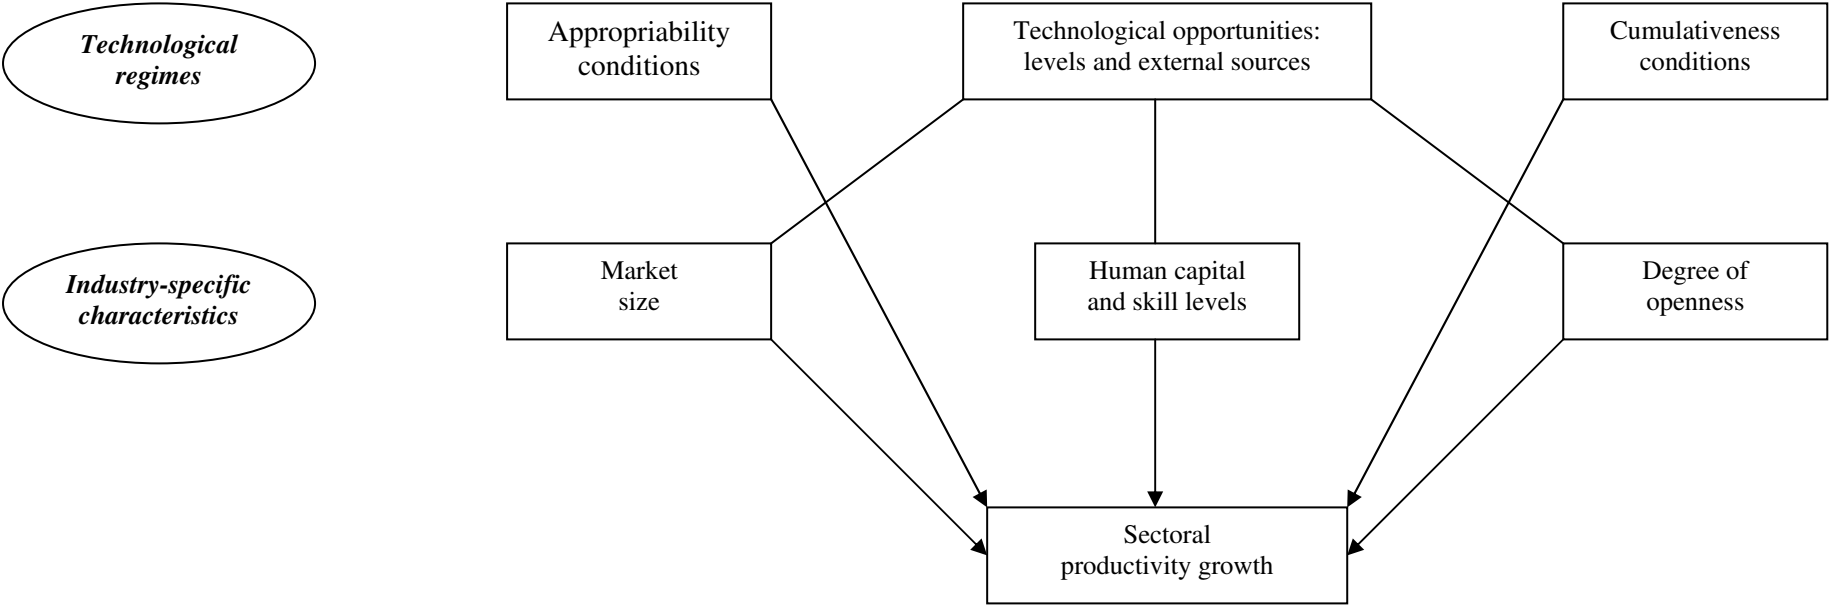 Technological
regimes
Appropriability
conditions
Technological opportunities:
levels and external sources
Cumulativeness
conditions
Industry-specific
characteristics
Market
size
Human capital
and skill levels
Degree of
openness
Sectoral
productivity growth